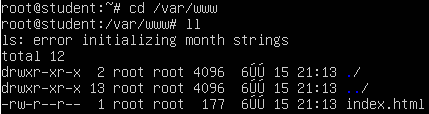 root@student:~# cd /var/www
root@student:/var/www# ll
ls: error initializing month strings
total 12
drwxr-xr-x  2 root root 4096  6ÚÚ 15 21:13 ./
drwxr-xr-x 13 root root 4096  6ÚÚ 15 21:13 ../
-rw-r--r--  1 root root  177  6ÚÚ 15 21:13 index.html